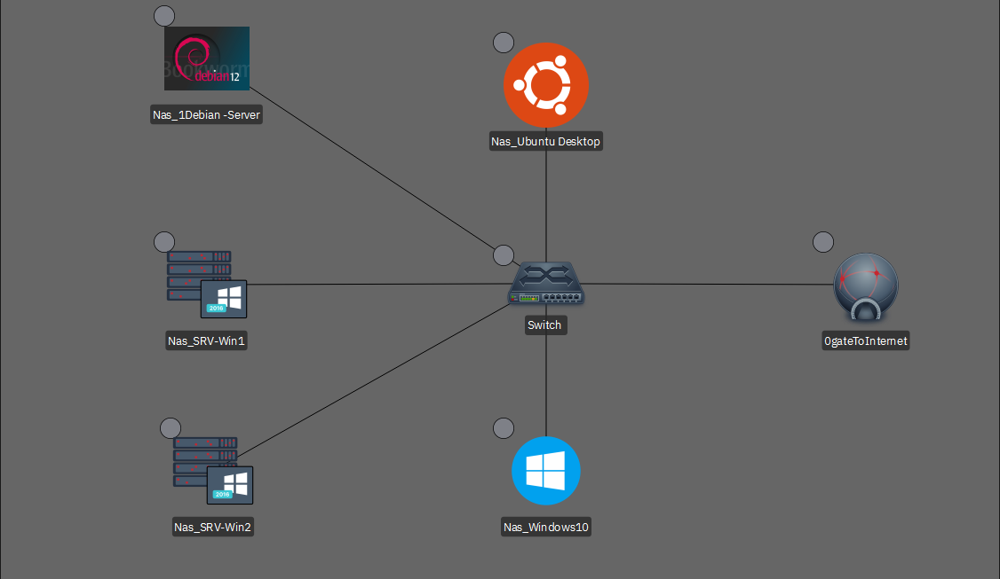 Bookworm
debian 12
Nas_1Debian -Server
Nas_Ubuntu Desktop
2016
Nas_SRV-Win1
Switch
0gateToInternet
2016
Nas_SRV-Win2
Nas_Windows10